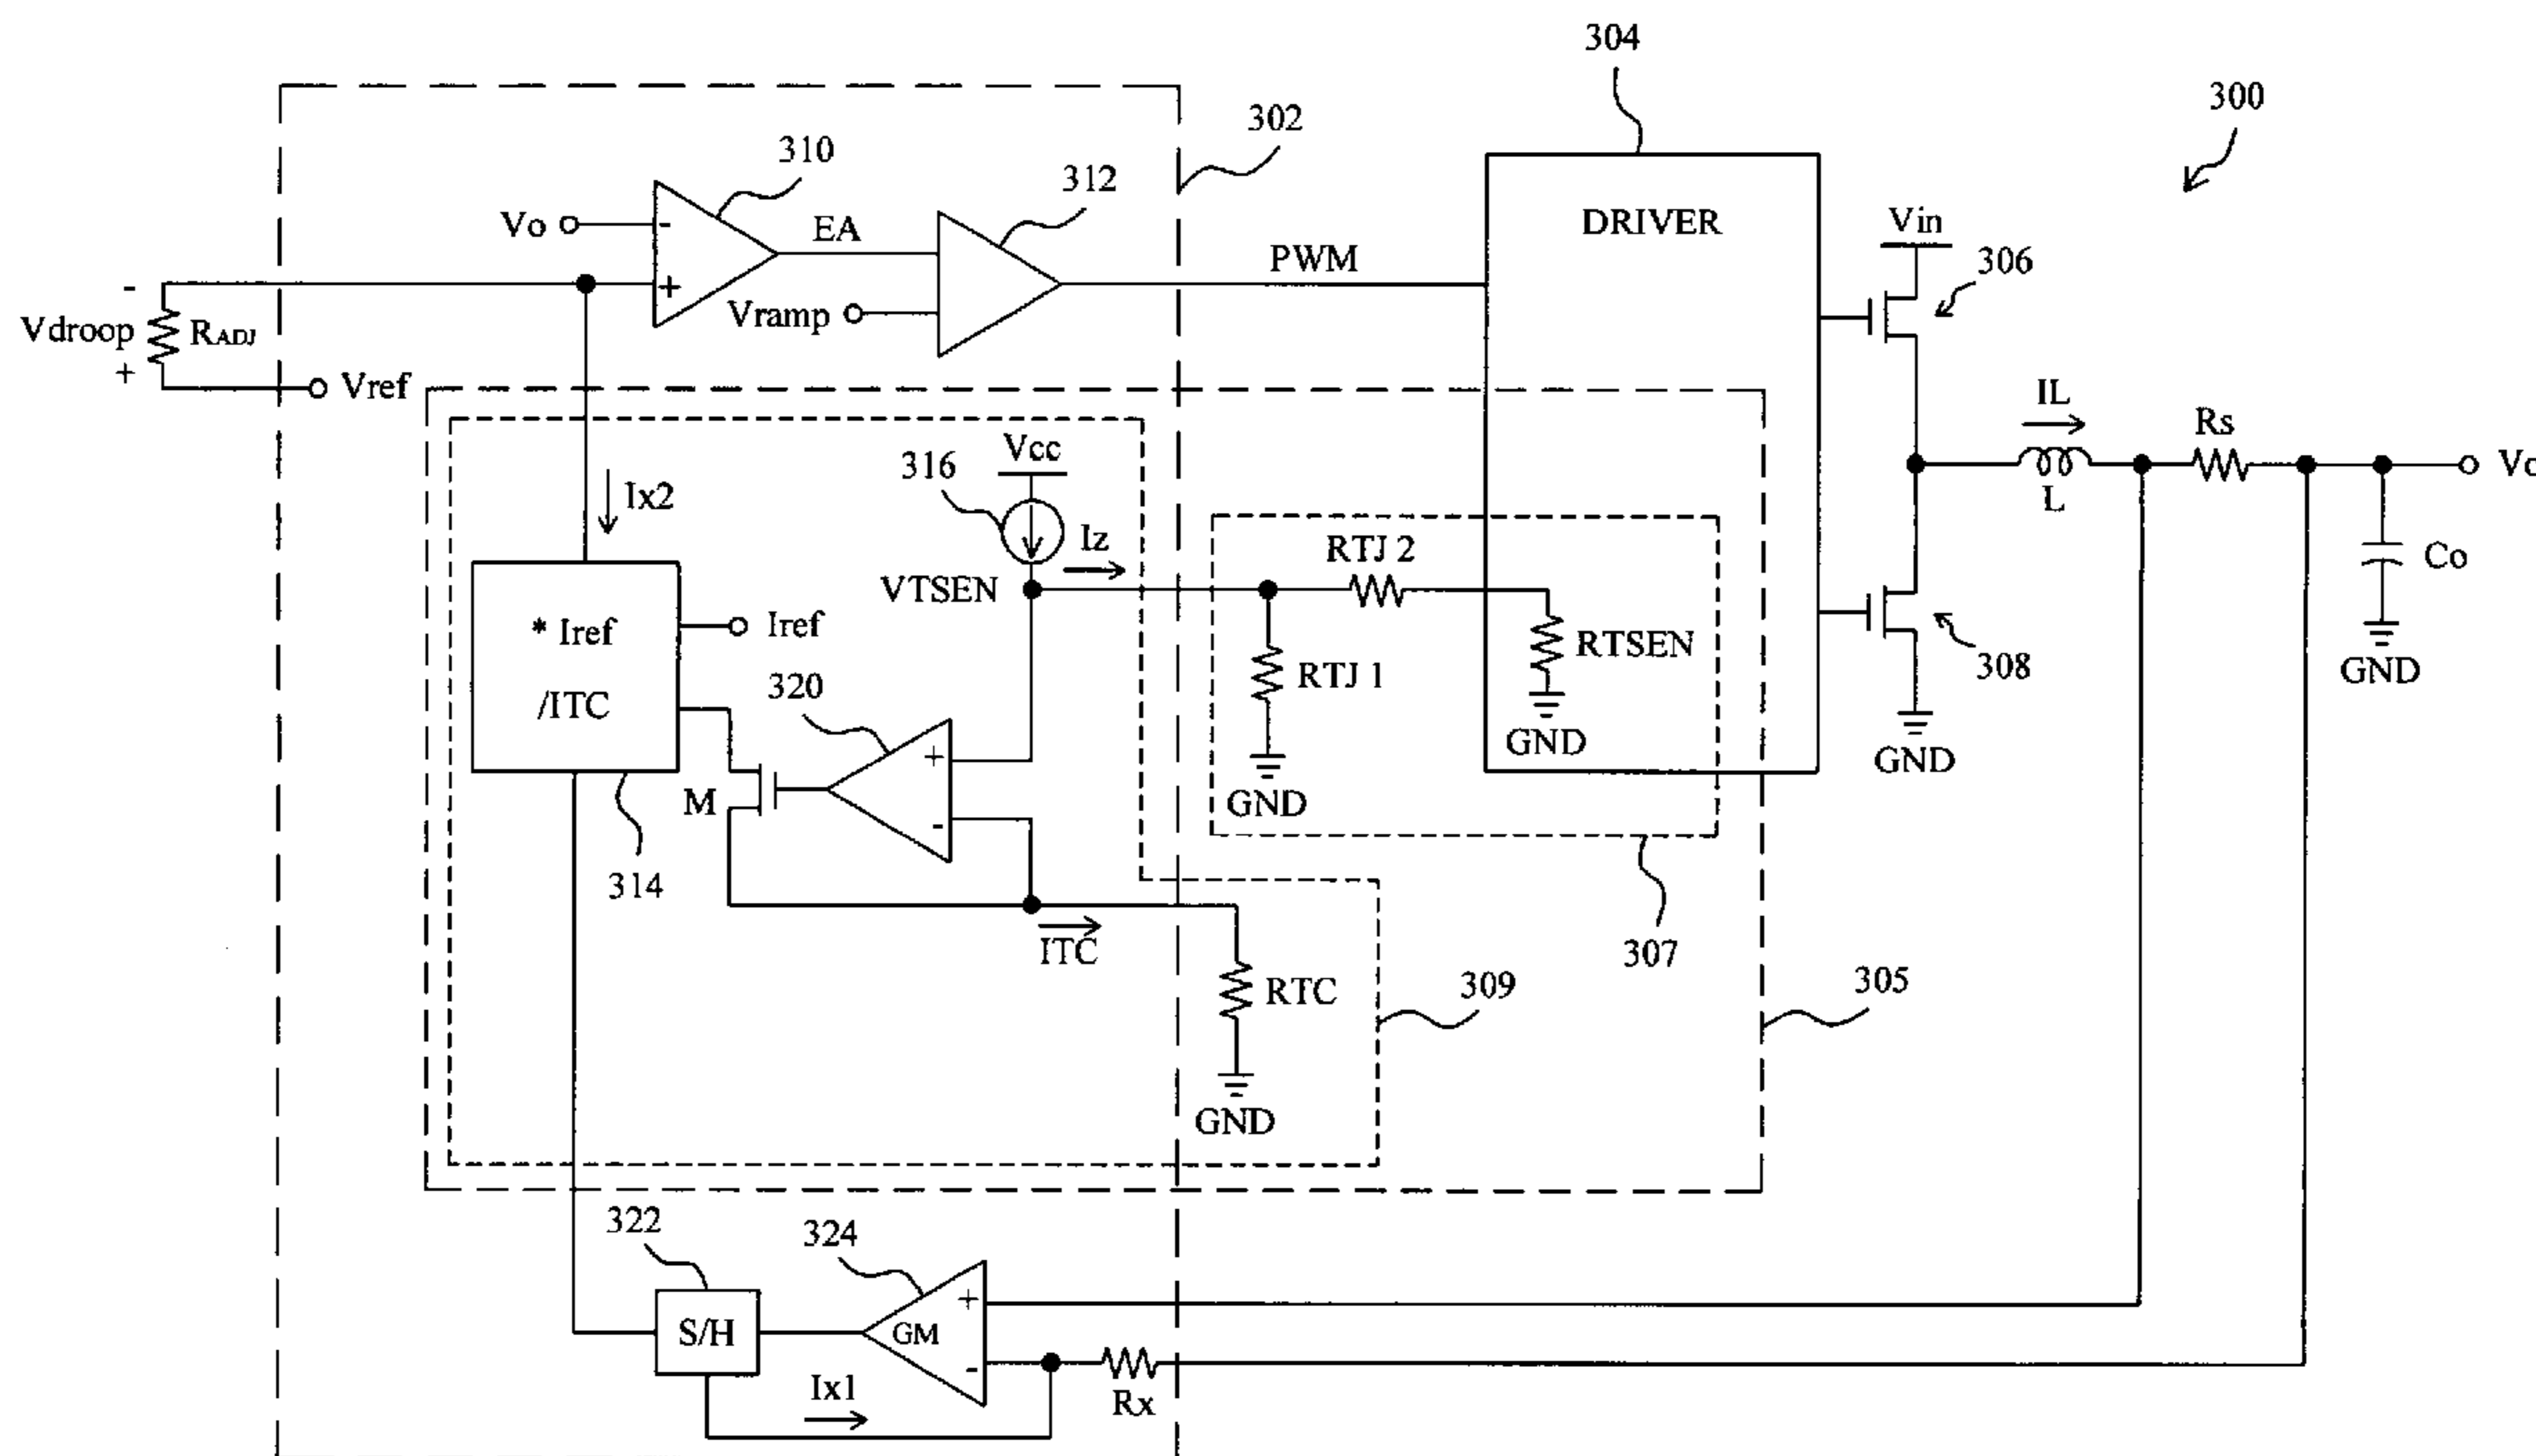 304
300
302
310
312
Vo
-
EA
DRIVER
Vin
306
PWM
+
Vramp
-
Vdroop
RADJ
+
Vref
IL
Rs
Vcc
316
Ix2
Iz
L
Vo
RTJ 2
VTSEN
Co
* Iref
/ITC
Iref
RTSEN
RTJ 1
308
GND
320
GND
GND
GND
M
+
-
314
307
ITC
309
305
RTC
GND
322
324
+
S/H
GM
-
Ix1
Rx